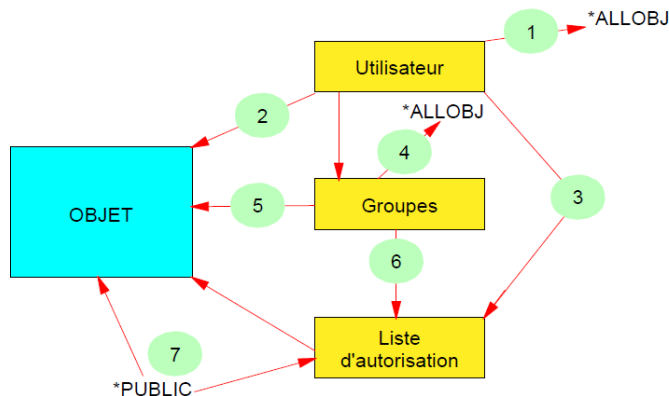 1
*ALLOBJ
Utilisateur
2
*ALLOBJ
4
OBJET
5
Groupes
3
6
7
Liste
d'autorisation
*PUBLIC